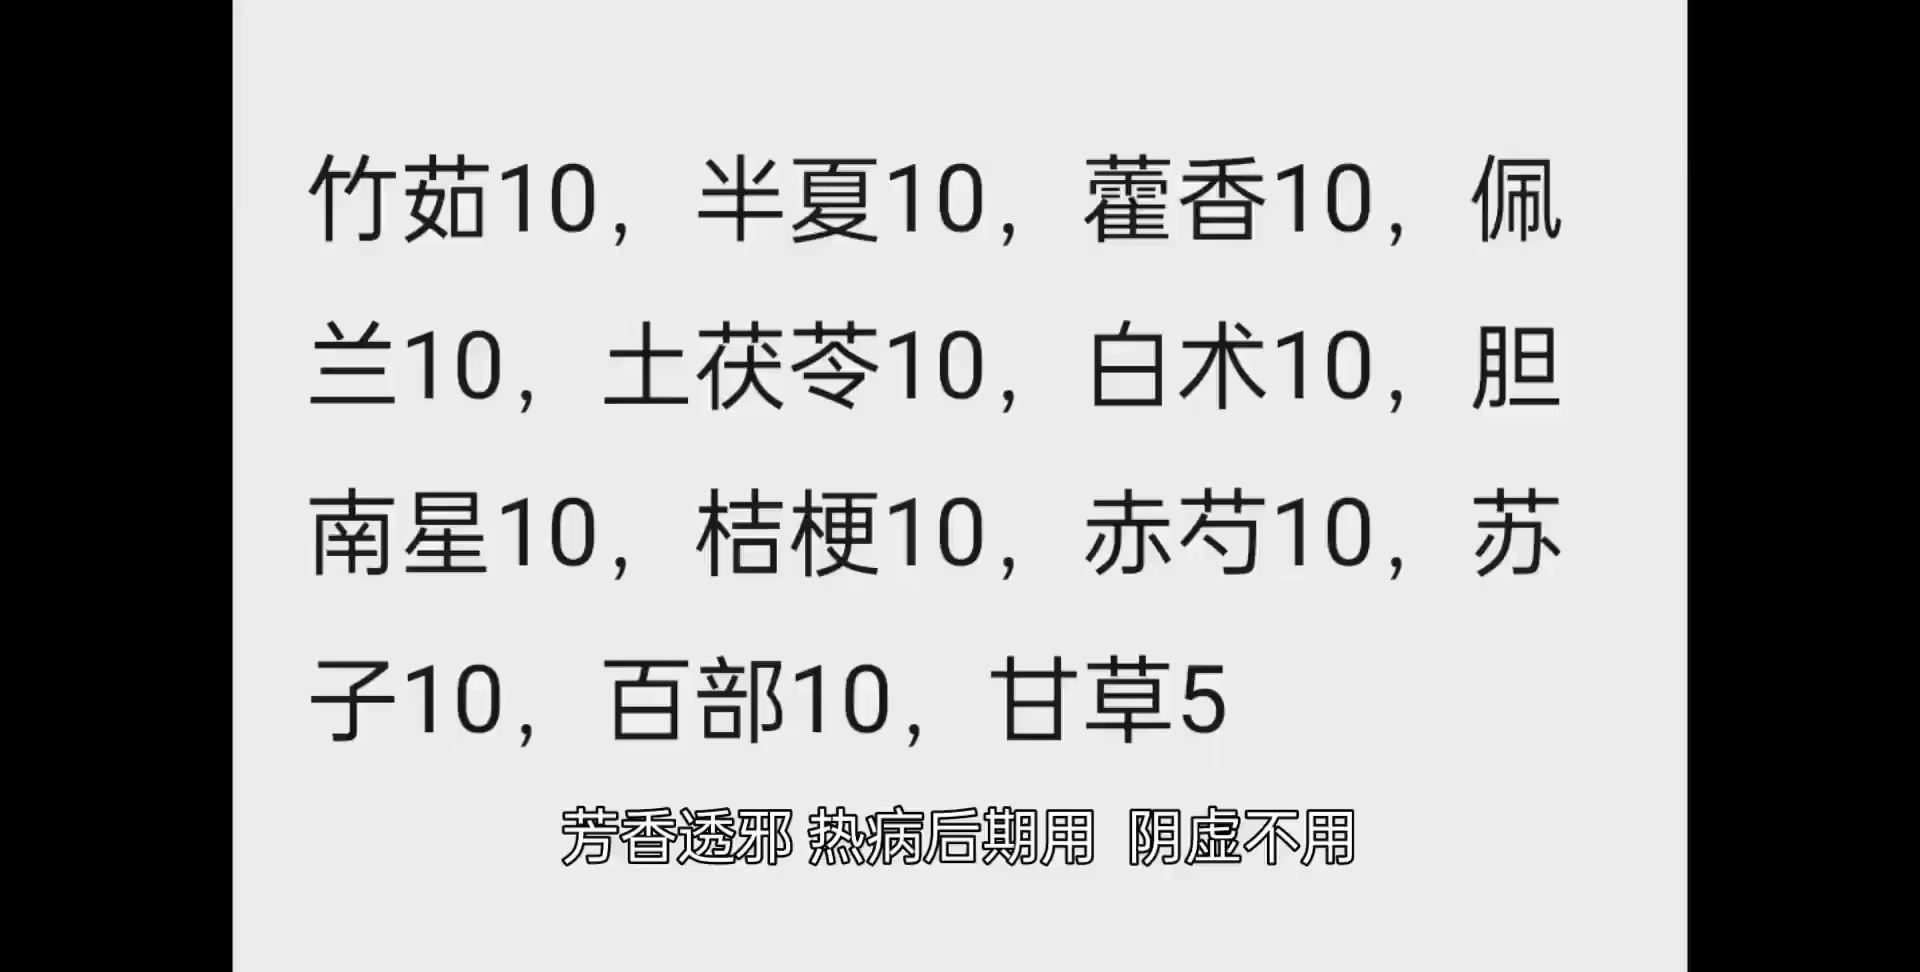 竹茹10，半夏10，藿香10，佩
兰10，土茯苓10，白术10，胆
南星10，桔梗10，赤芍10，苏
子10，百部10，甘草5
芳香透邪 热病后期用 阴虚不用